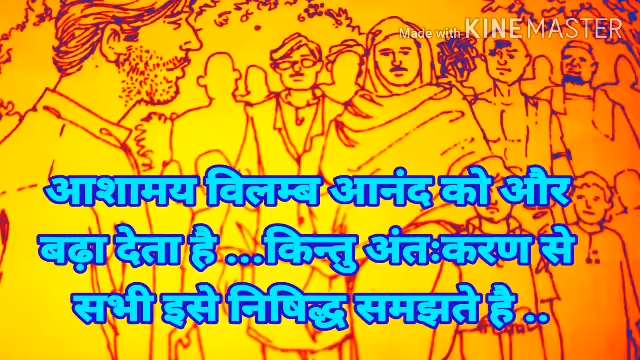 Made with KINEMASTER
आशामय विलम्ब आनंद को और
बढ़ा देता है ...किन्तु अंतःकरण से
सभी इसे निषिद्ध समझते है ..